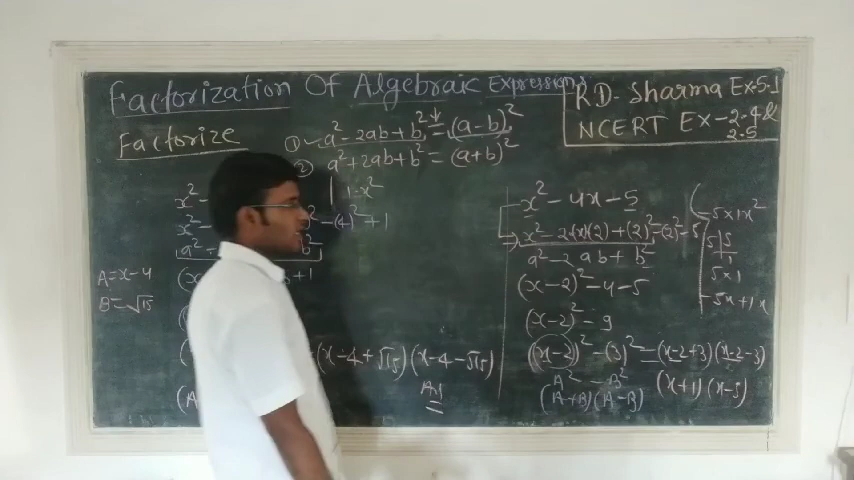 Factorization Of Algebraic Expressions
RD- Sharma Ex-5.1
NCERT Ex-2.4 &
2.5
Factorize
① a² - 2ab + b² = (a-b)²
② a² + 2ab + b² = (a+b)²
x²-
1·x²
x²-
-(4)²+1
a²
b²
A=x-4
B=√15
+1
(x-4+√15)(x-4-√15)
Ans
x² - 4x - 5
x² - 2·(x)(2) + (2)² - (2)² - 5
a² - 2ab + b²
(x-2)² - 4 - 5
(x-2)² - 9
(x-2)² - (3)² = (x-2+3)(x-2-3)
A² - B²
(x+1)(x-5)
(A+B)(A-B)
-5×1x²
5|5
5×1
-5x+1x